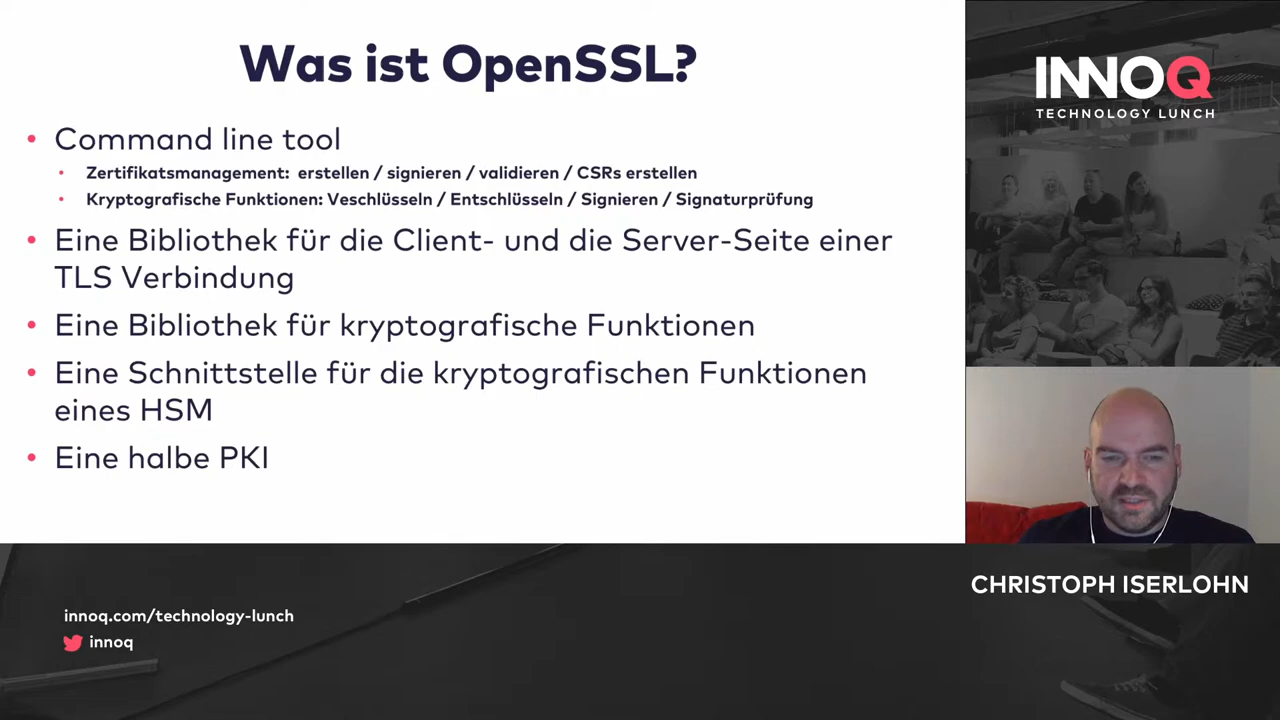 Was ist OpenSSL?
• Command line tool
• Zertifikatsmanagement: erstellen / signieren / validieren / CSRs erstellen
• Kryptografische Funktionen: Veschlüsseln / Entschlüsseln / Signieren / Signaturprüfung
• Eine Bibliothek für die Client- und die Server-Seite einer
TLS Verbindung
• Eine Bibliothek für kryptografische Funktionen
• Eine Schnittstelle für die kryptografischen Funktionen
eines HSM
• Eine halbe PKI
INNOQ
TECHNOLOGY LUNCH
CHRISTOPH ISERLOHN
innoq.com/technology-lunch
innoq